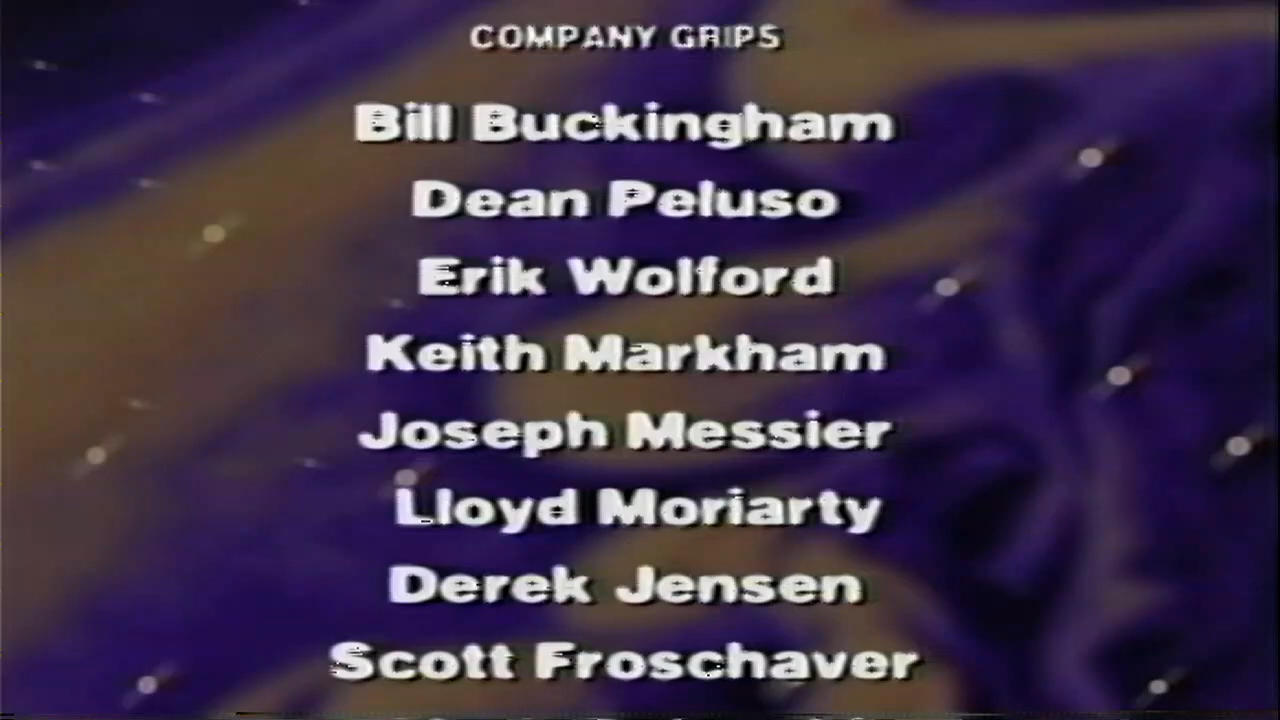 COMPANY GRIPS
Bill Buckingham
Dean Peluso
Erik Wolford
Keith Markham
Joseph Messier
Lloyd Moriarty
Derek Jensen
Scott Froschaver